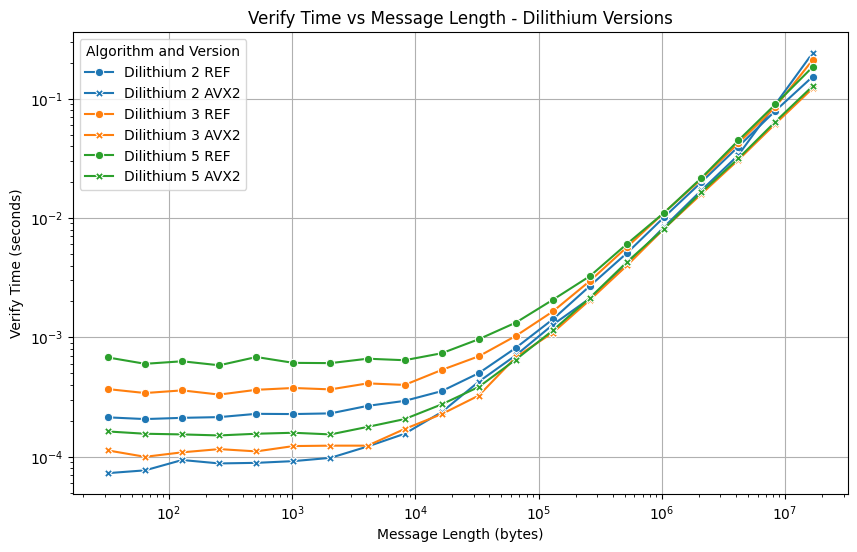 Verify Time vs Message Length - Dilithium Versions
Algorithm and Version
Dilithium 2 REF
Dilithium 2 AVX2
Dilithium 3 REF
Dilithium 3 AVX2
Dilithium 5 REF
Dilithium 5 AVX2
Verify Time (seconds)
10⁻¹
10⁻²
10⁻³
10⁻⁴
10² 10³ 10⁴ 10⁵ 10⁶ 10⁷
Message Length (bytes)